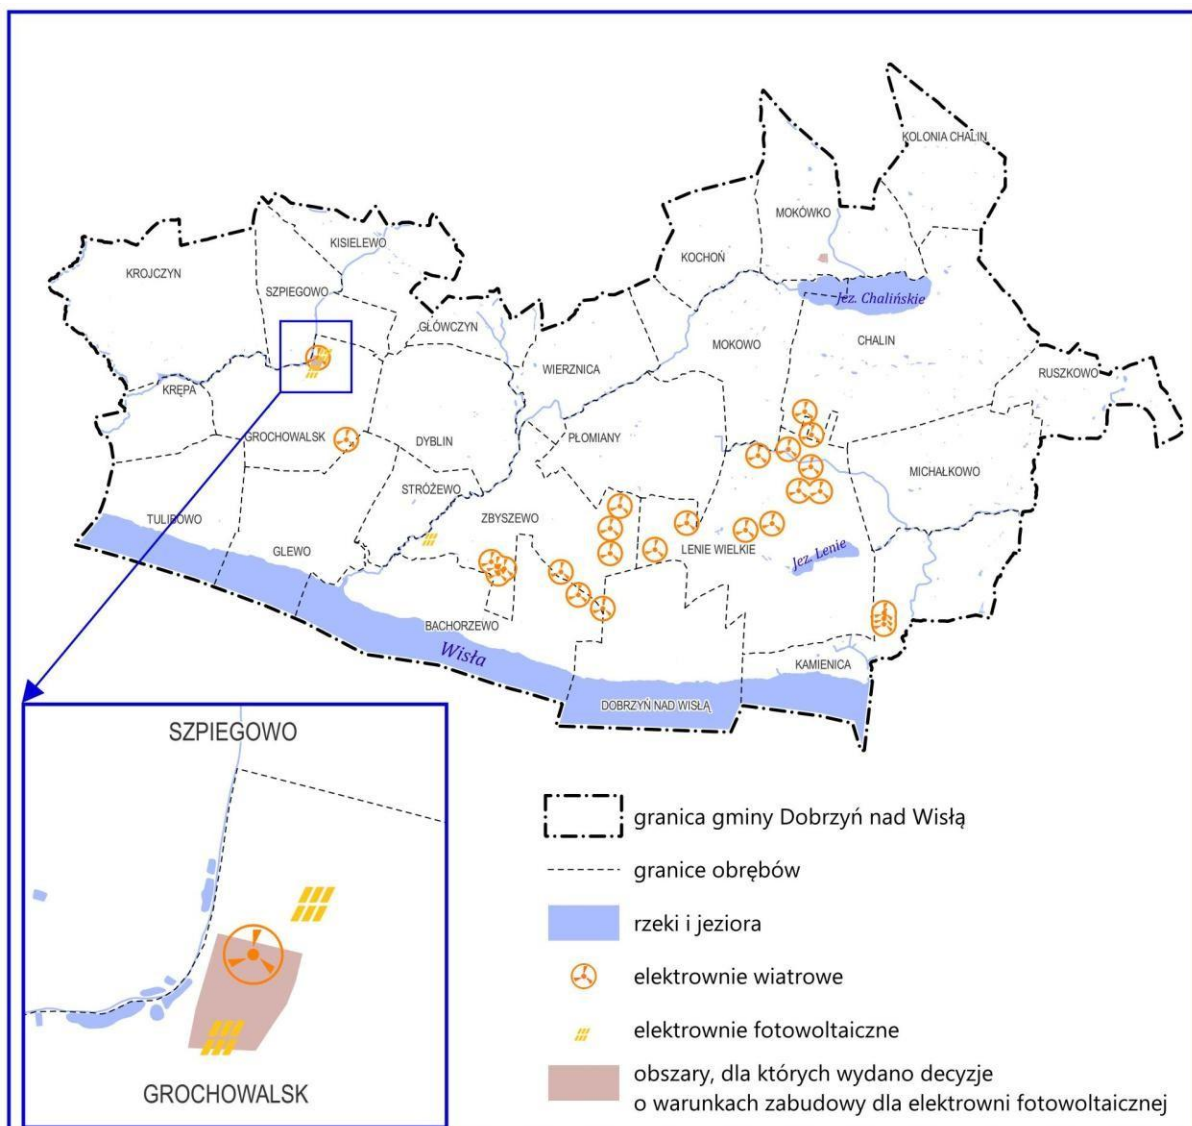 KOLONIA CHALIN
MOKÓWKO
KISIELEWO
KOCHOŃ
KROJCZYN
SZPIEGOWO
Jez. Chalińskie
GŁÓWCZYN
CHALIN
MOKOWO
WIERZNICA
RUSZKOWO
KRĘPA
GROCHOWALSK
DYBLIN
PŁOMIANY
MICHAŁKOWO
STRÓŻEWO
TULIBOWO
ZBYSZEWO
GLEWO
LENIE WIELKIE
Jez. Lenie
BACHORZEWO
Wisła
KAMIENICA
DOBRZYŃ NAD WISŁĄ
SZPIEGOWO
GROCHOWALSK
granica gminy Dobrzyń nad Wisłą
granice obrębów
rzeki i jeziora
elektrownie wiatrowe
elektrownie fotowoltaiczne
obszary, dla których wydano decyzje
o warunkach zabudowy dla elektrowni fotowoltaicznej